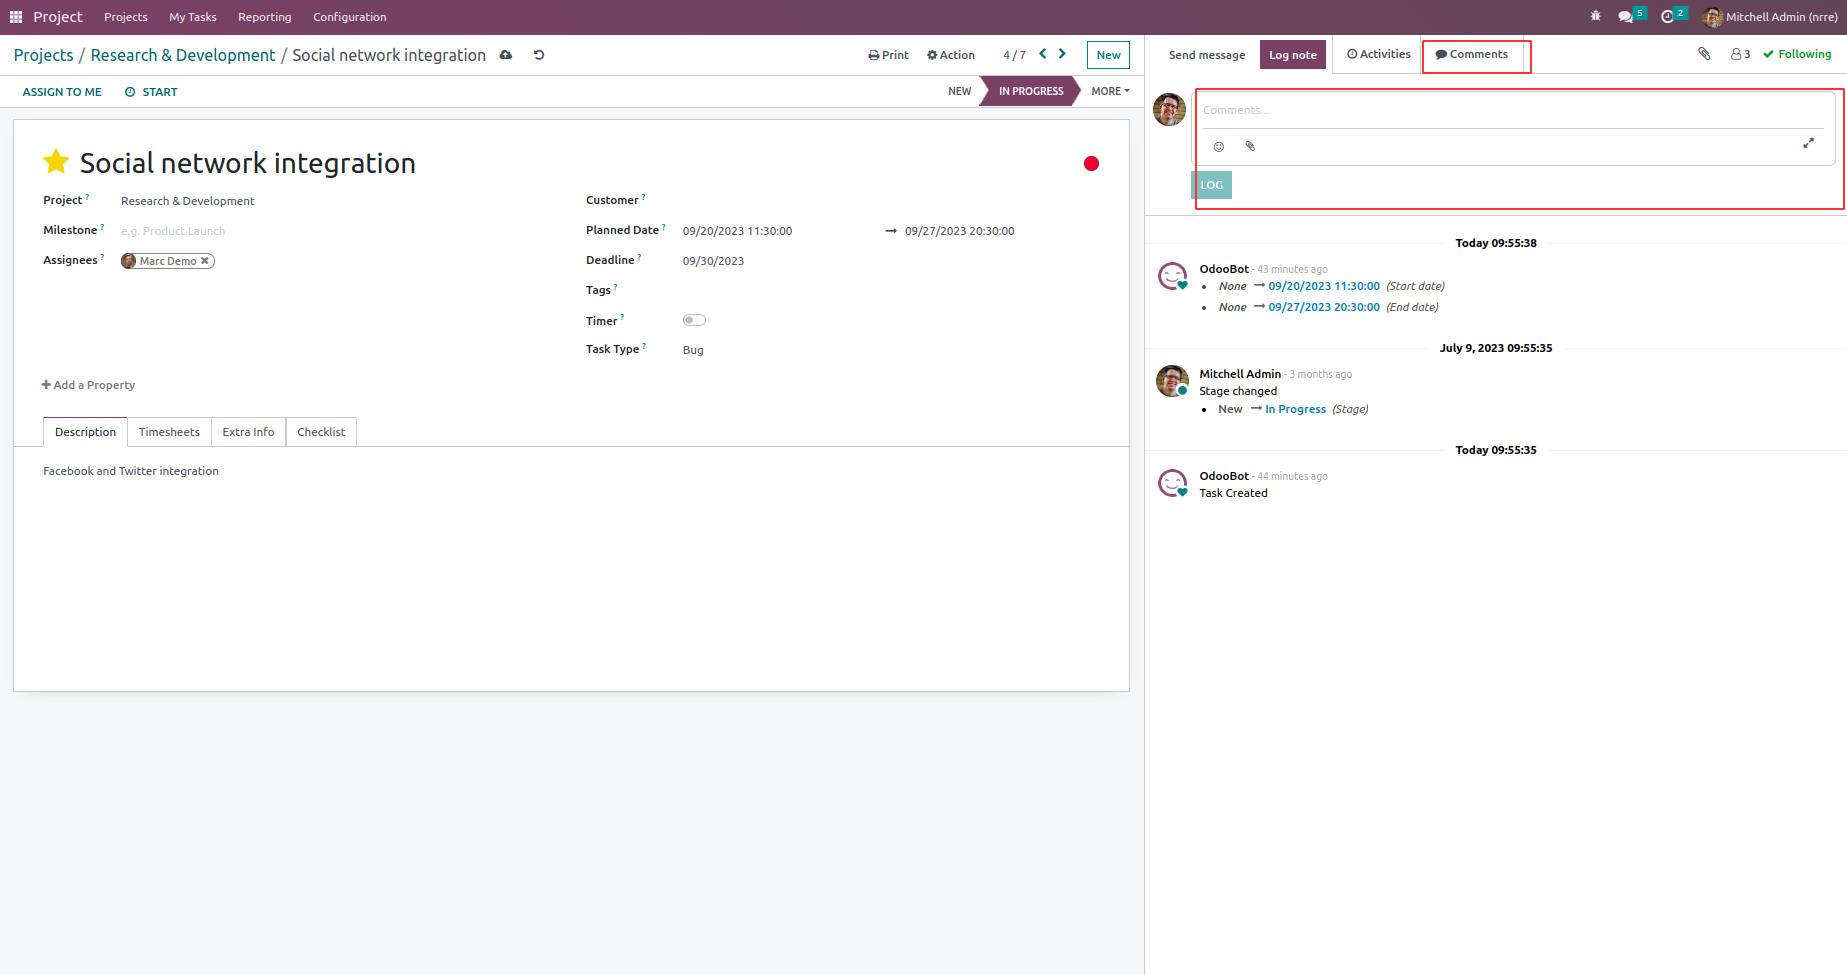 Project Projects My Tasks Reporting Configuration 5 2 Mitchell Admin (nrre)
Projects / Research & Development / Social network integration Print Action 4 / 7 New
ASSIGN TO ME START NEW IN PROGRESS MORE
Social network integration
Project ? Research & Development
Milestone ? e.g. Product Launch
Assignees ? Marc Demo
Customer ?
Planned Date ? 09/20/2023 11:30:00 → 09/27/2023 20:30:00
Deadline ? 09/30/2023
Tags ?
Timer ?
Task Type ? Bug
Add a Property
Description Timesheets Extra Info Checklist
Facebook and Twitter integration
Send message Log note Activities Comments 3 Following
Comments...
LOG
Today 09:55:38
OdooBot - 43 minutes ago
• None → 09/20/2023 11:30:00 (Start date)
• None → 09/27/2023 20:30:00 (End date)
July 9, 2023 09:55:35
Mitchell Admin - 3 months ago
Stage changed
• New → In Progress (Stage)
Today 09:55:35
OdooBot - 44 minutes ago
Task Created